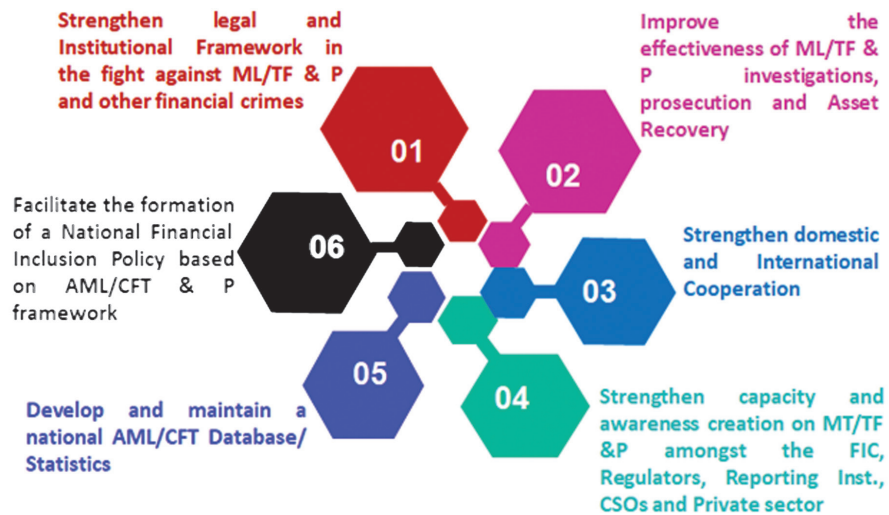 Strengthen legal and
Institutional Framework in
the fight against ML/TF & P
and other financial crimes
01
Improve the
effectiveness of ML/TF &
P investigations,
prosecution and Asset
Recovery
02
Strengthen domestic
and International
Cooperation
03
Strengthen capacity and
awareness creation on MT/TF
&P amongst the FIC,
Regulators, Reporting Inst.,
CSOs and Private sector
04
Develop and maintain a
national AML/CFT Database/
Statistics
05
Facilitate the formation
of a National Financial
Inclusion Policy based
on AML/CFT & P
framework
06